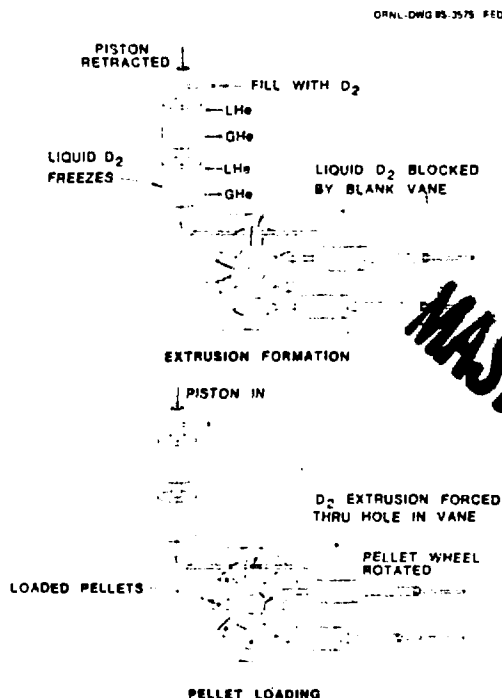 ORNL-DWG 85-3575 FED
PISTON
RETRACTED
FILL WITH D₂
LHe
GHe
LIQUID D₂
FREEZES
LHe
GHe
LIQUID D₂ BLOCKED
BY BLANK VANE
EXTRUSION FORMATION
PISTON IN
D₂ EXTRUSION FORCED
THRU HOLE IN VANE
PELLET WHEEL
ROTATED
LOADED PELLETS
PELLET LOADING